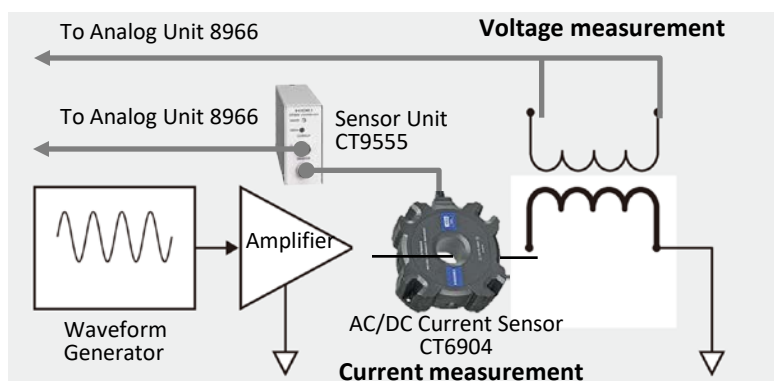 To Analog Unit 8966
Voltage measurement
To Analog Unit 8966
Sensor Unit
CT9555
Amplifier
Waveform
Generator
AC/DC Current Sensor
CT6904
Current measurement